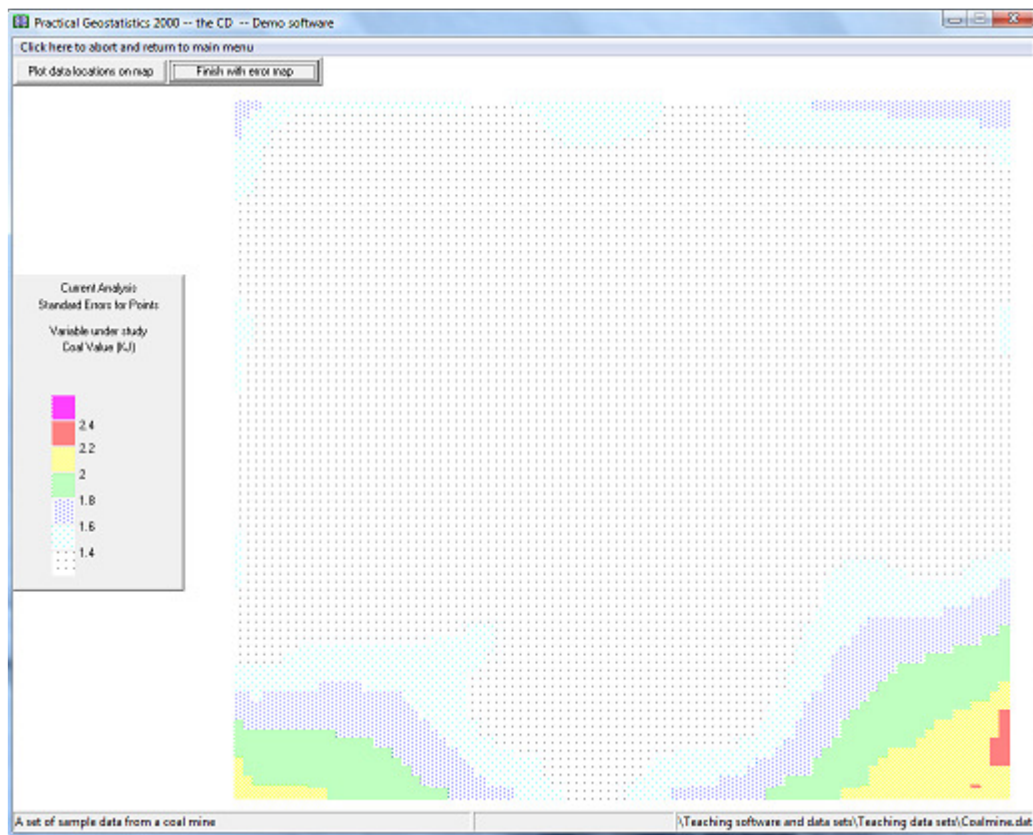 Practical Geostatistics 2000 -- the CD -- Demo software
Click here to abort and return to main menu
Plot data locations on map
Finish with error map
Current Analysis
Standard Errors for Points
Variable under study
Coal Value (KJ)
2.4
2.2
2
1.8
1.6
1.4
A set of sample data from a coal mine
\Teaching software and data sets\Teaching data sets\Coalmine.dat